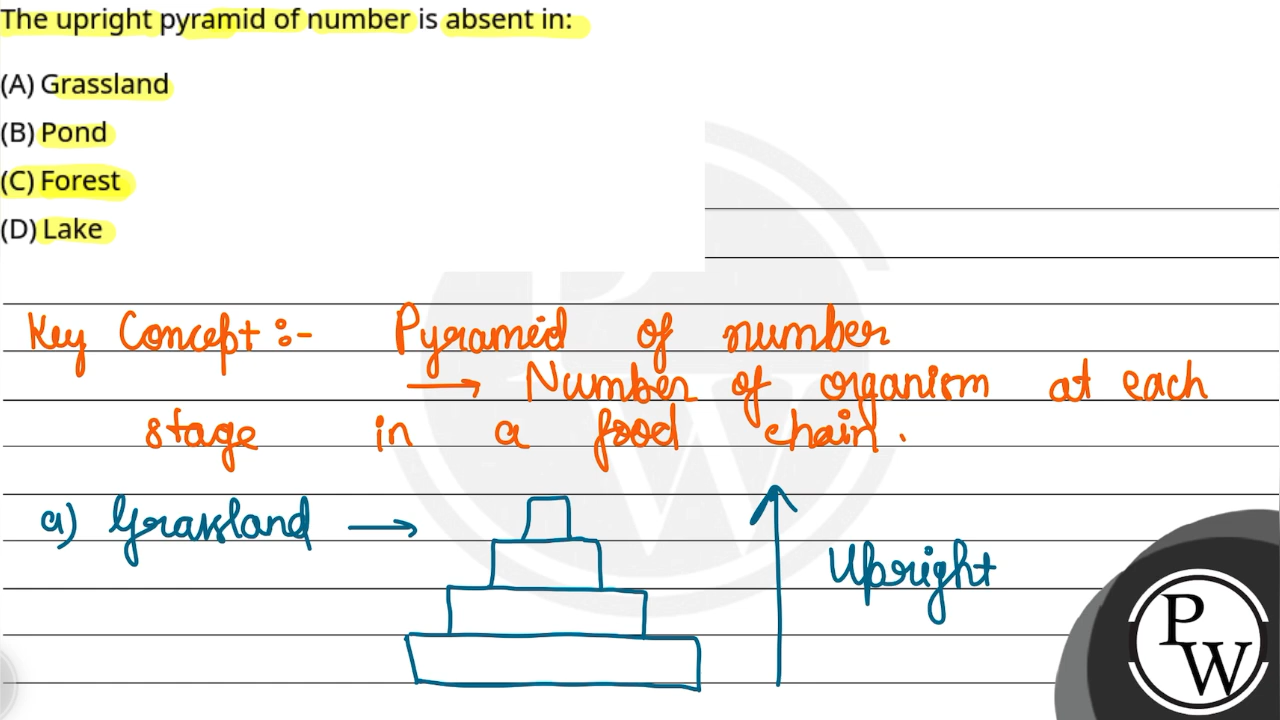 The upright pyramid of number is absent in:
(A) Grassland
(B) Pond
(C) Forest
(D) Lake
Key Concept :- Pyramid of number
→ Number of organism at each
stage in a food chain.
a) Grassland →
Upright
P
W